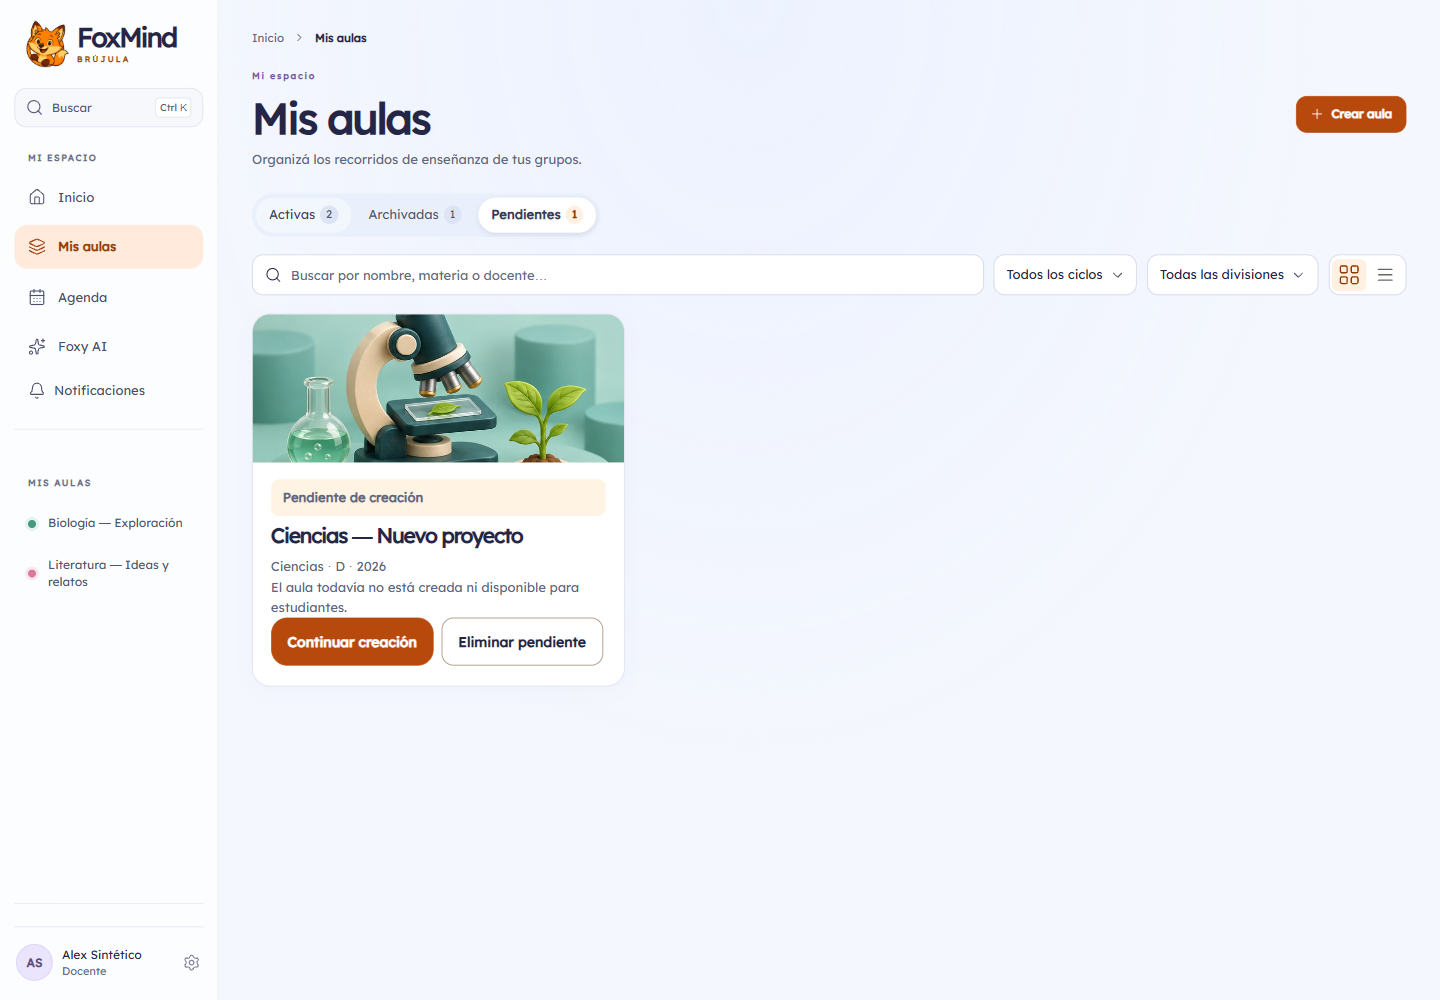 FoxMind
BRÚJULA
Buscar
Ctrl K
MI ESPACIO
Inicio
Mis aulas
Agenda
Foxy AI
Notificaciones
MIS AULAS
Biología — Exploración
Literatura — Ideas y
relatos
AS
Alex Sintético
Docente
Inicio
Mis aulas
Mi espacio
Mis aulas
Organizá los recorridos de enseñanza de tus grupos.
Crear aula
Activas 2
Archivadas 1
Pendientes 1
Buscar por nombre, materia o docente...
Todos los ciclos
Todas las divisiones
Pendiente de creación
Ciencias — Nuevo proyecto
Ciencias · D · 2026
El aula todavía no está creada ni disponible para
estudiantes.
Continuar creación
Eliminar pendiente